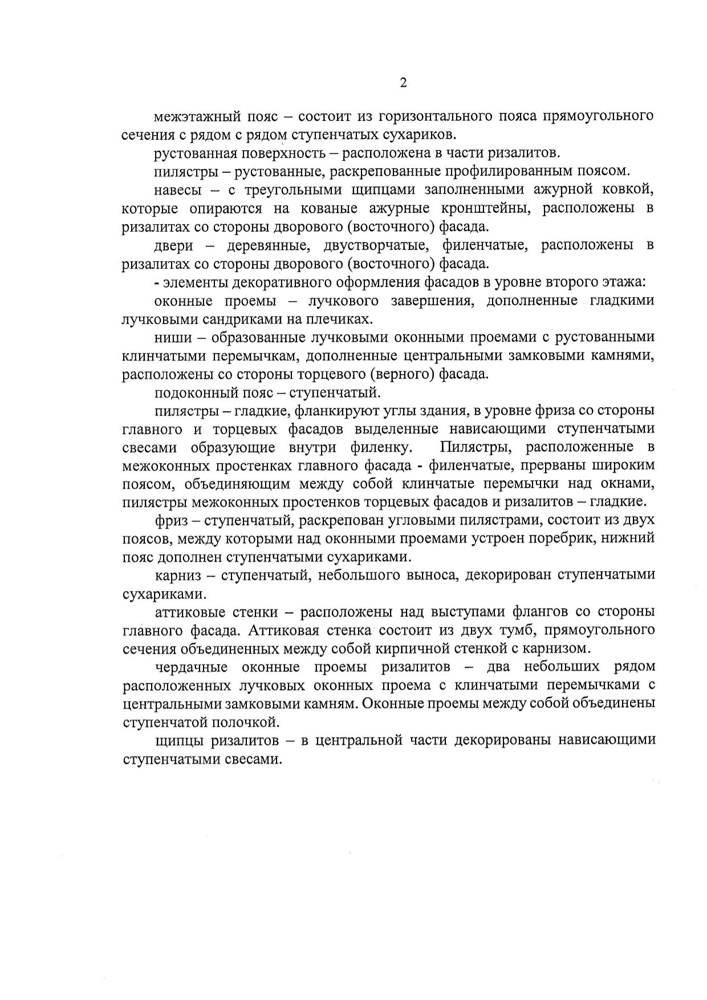 2
межэтажный пояс – состоит из горизонтального пояса прямоугольного
сечения с рядом с рядом ступенчатых сухариков.
рустованная поверхность – расположена в части ризалитов.
пилястры – рустованные, раскрепованные профилированным поясом.
навесы – с треугольными щипцами заполненными ажурной ковкой,
которые опираются на кованые ажурные кронштейны, расположены в
ризалитах со стороны дворового (восточного) фасада.
двери – деревянные, двустворчатые, филенчатые, расположены в
ризалитах со стороны дворового (восточного) фасада.
- элементы декоративного оформления фасадов в уровне второго этажа:
оконные проемы – лучкового завершения, дополненные гладкими
лучковыми сандриками на плечиках.
ниши – образованные лучковыми оконными проемами с рустованными
клинчатыми перемычкам, дополненные центральными замковыми камнями,
расположены со стороны торцевого (верного) фасада.
подоконный пояс – ступенчатый.
пилястры – гладкие, фланкируют углы здания, в уровне фриза со стороны
главного и торцевых фасадов выделенные нависающими ступенчатыми
свесами образующие внутри филенку. Пилястры, расположенные в
межоконных простенках главного фасада - филенчатые, прерваны широким
поясом, объединяющим между собой клинчатые перемычки над окнами,
пилястры межоконных простенков торцевых фасадов и ризалитов – гладкие.
фриз – ступенчатый, раскрепован угловыми пилястрами, состоит из двух
поясов, между которыми над оконными проемами устроен поребрик, нижний
пояс дополнен ступенчатыми сухариками.
карниз – ступенчатый, небольшого выноса, декорирован ступенчатыми
сухариками.
аттиковые стенки – расположены над выступами флангов со стороны
главного фасада. Аттиковая стенка состоит из двух тумб, прямоугольного
сечения объединенных между собой кирпичной стенкой с карнизом.
чердачные оконные проемы ризалитов – два небольших рядом
расположенных лучковых оконных проема с клинчатыми перемычками с
центральными замковыми камням. Оконные проемы между собой объединены
ступенчатой полочкой.
щипцы ризалитов – в центральной части декорированы нависающими
ступенчатыми свесами.